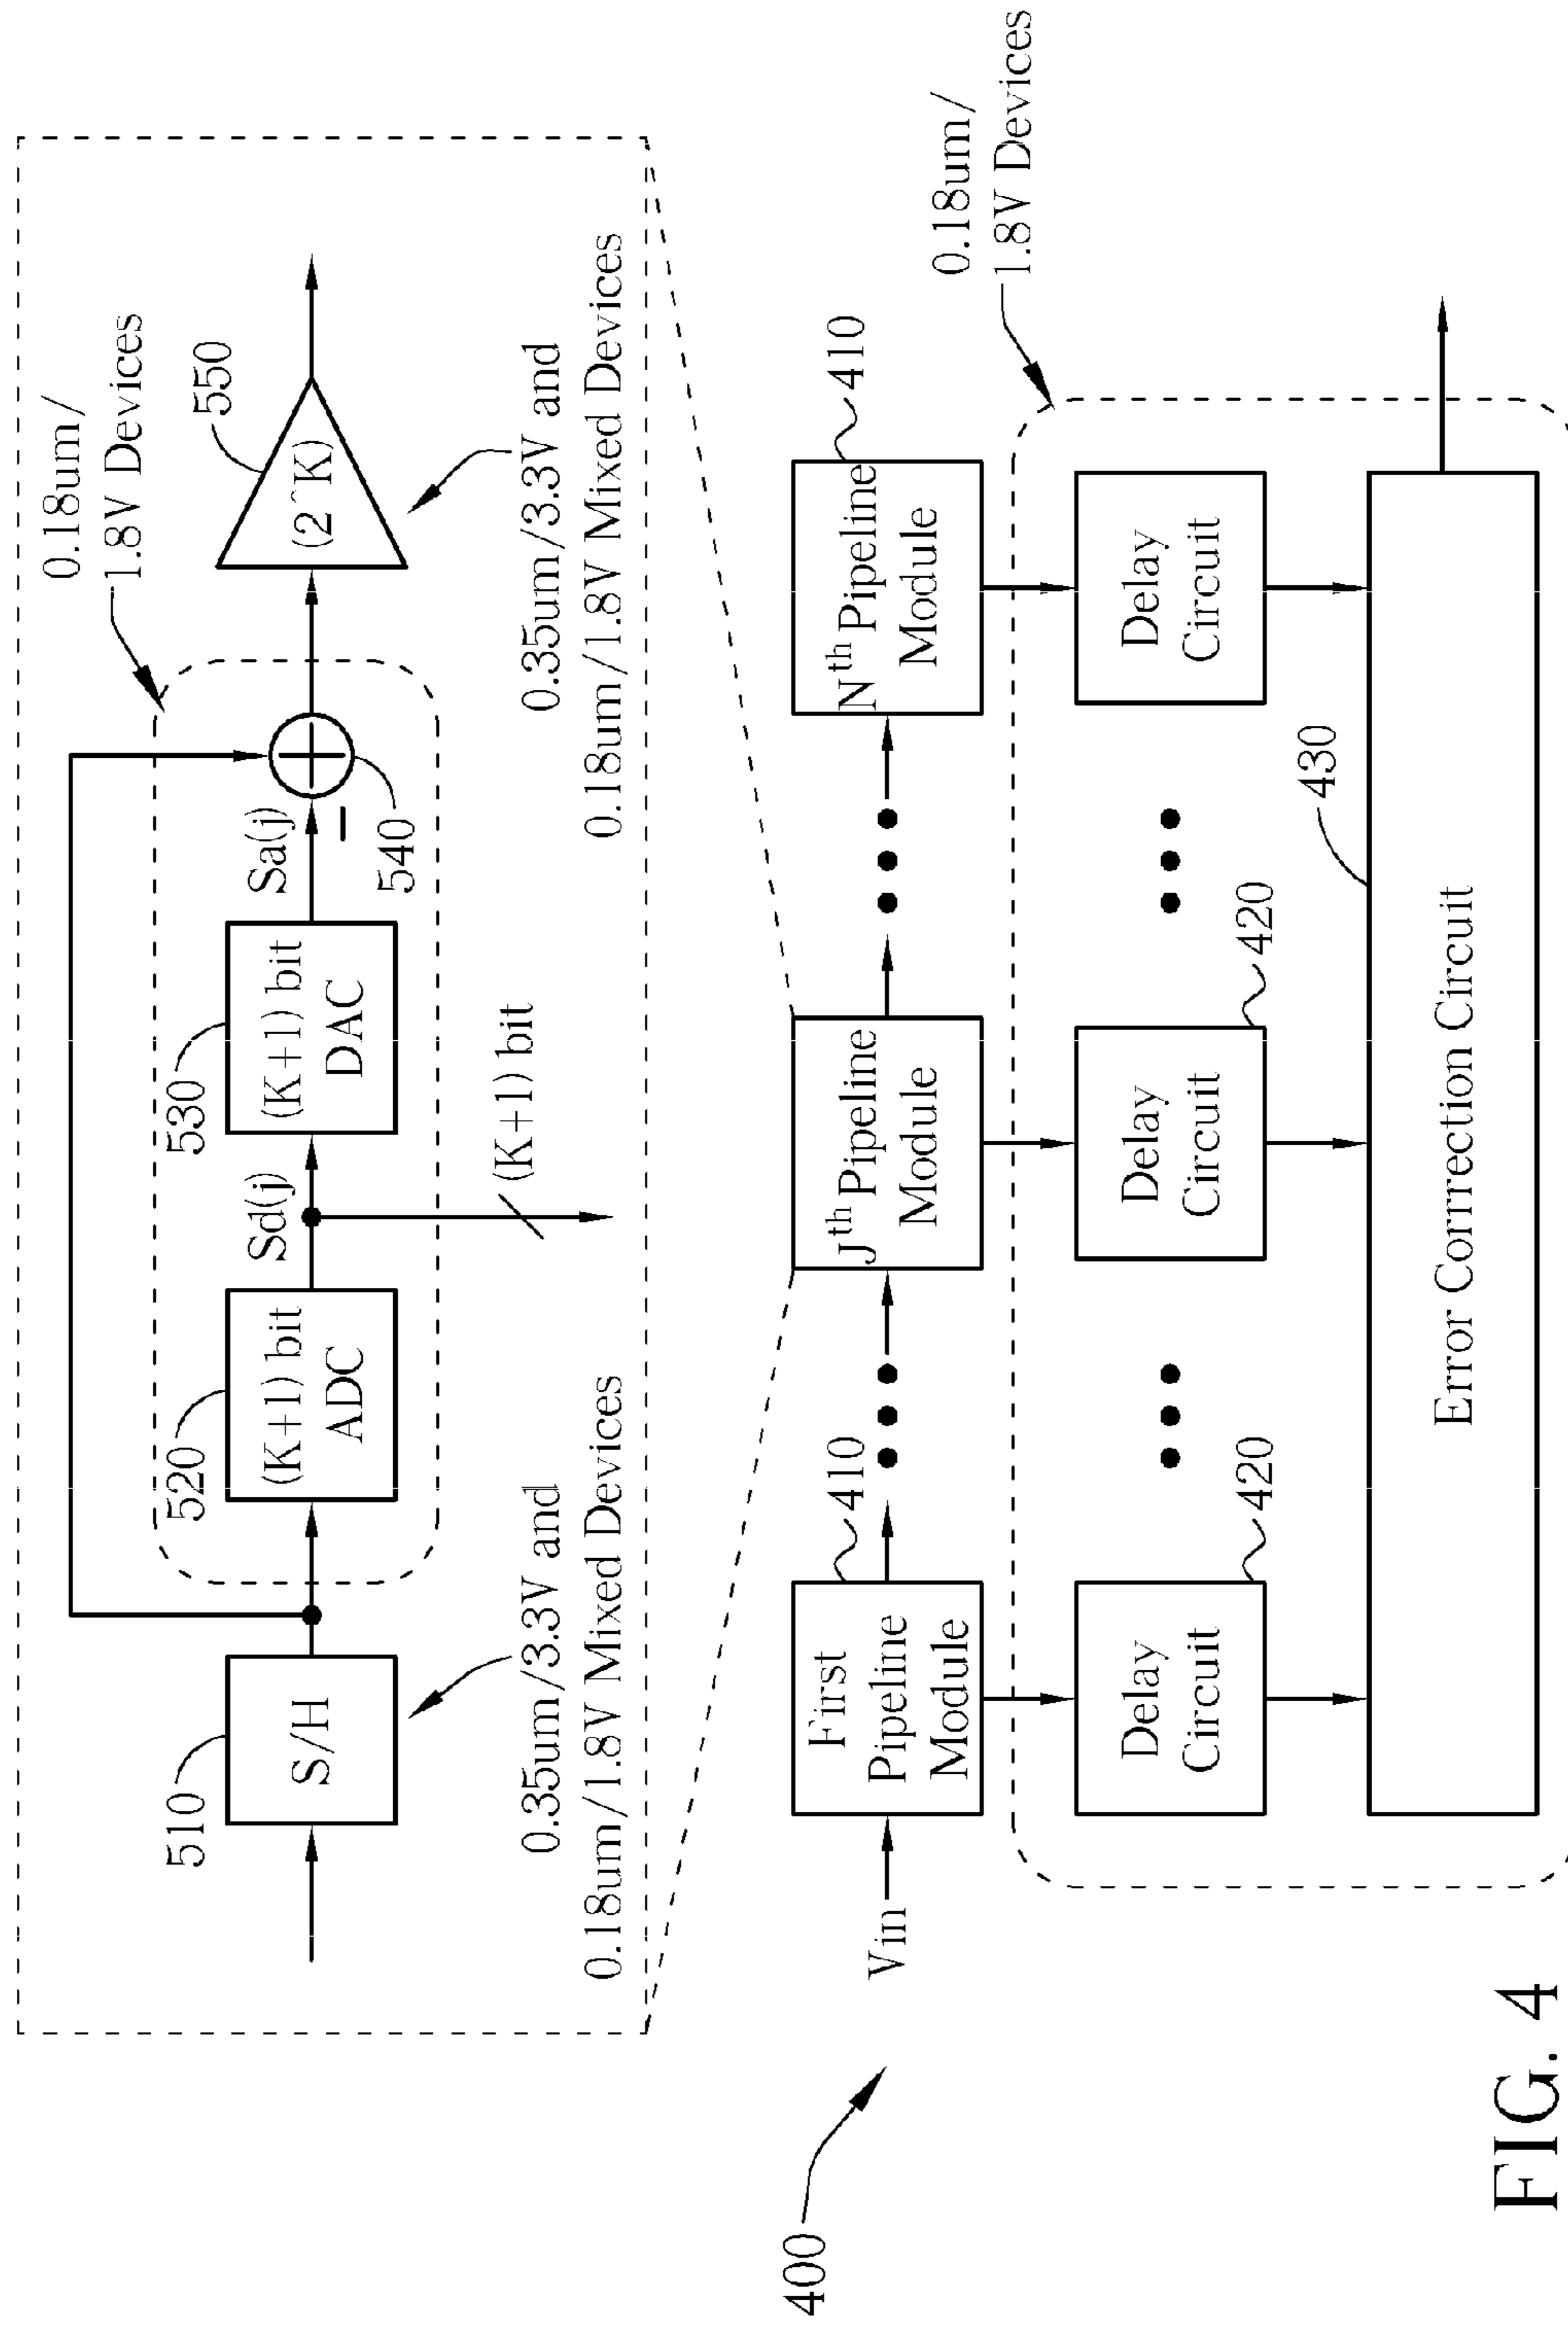 0.18um/
1.8V Devices
510
S/H
520
(K+1) bit
ADC
Sd(j)
530
(K+1) bit
DAC
Sa(j)
−
540
(2^K)
550
(K+1) bit
0.35um/3.3V and
0.18um/1.8V Mixed Devices
0.35um/3.3V and
0.18um/1.8V Mixed Devices
400
Vin
First
Pipeline
Module
410
Jth Pipeline
Module
Nth Pipeline
Module
410
0.18um/
1.8V Devices
Delay
Circuit
420
Delay
Circuit
420
Delay
Circuit
430
Error Correction Circuit
FIG. 4